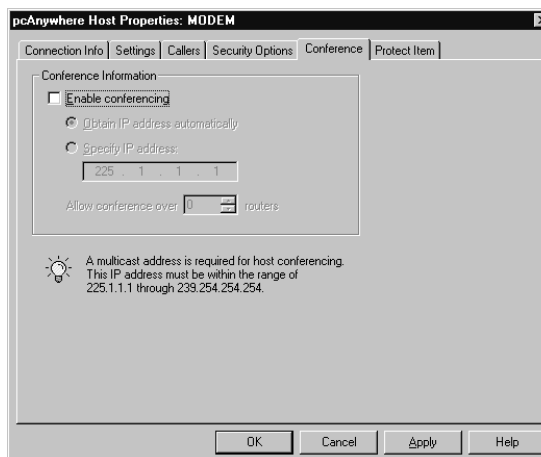 pcAnywhere Host Properties: MODEM
Connection Info Settings Callers Security Options Conference Protect Item
Conference Information
Enable conferencing
Obtain IP address automatically
Specify IP address:
225 . 1 . 1 . 1
Allow conference over 0 routers
A multicast address is required for host conferencing.
This IP address must be within the range of
225.1.1.1 through 239.254.254.254.
OK Cancel Apply Help